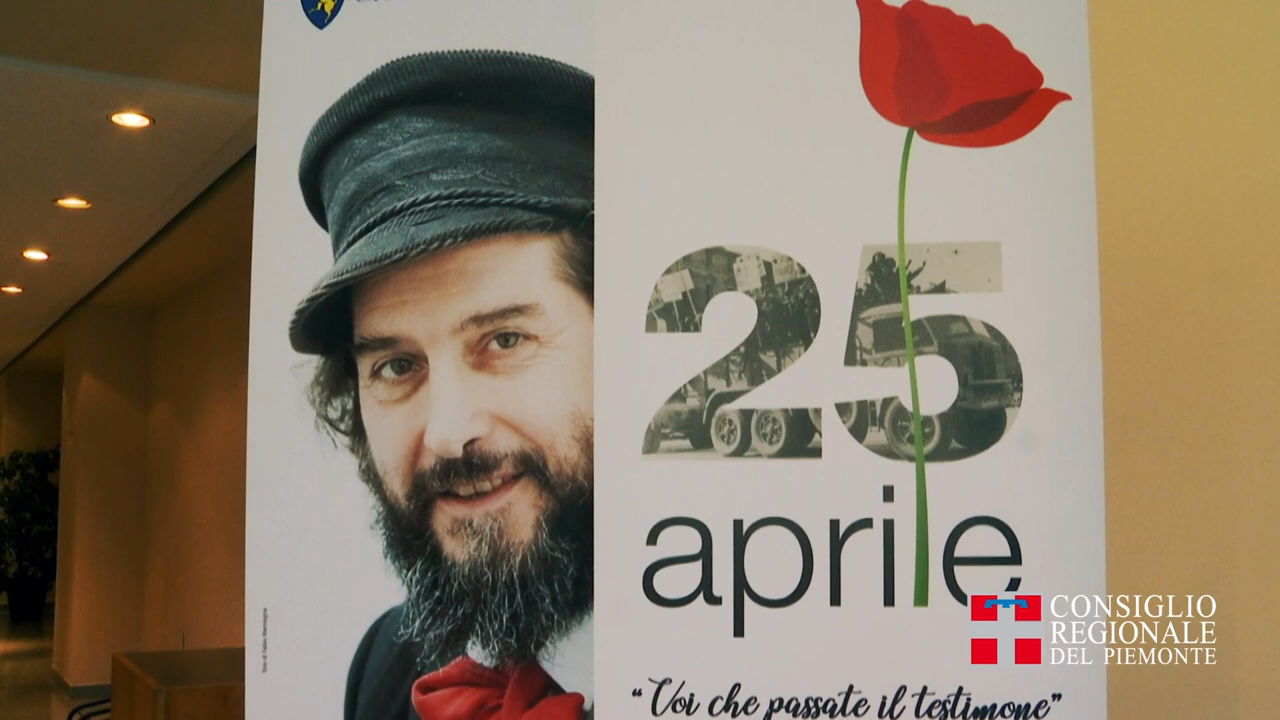 25
aprile
"Voi che passate il testimone"
CONSIGLIO
REGIONALE
DEL PIEMONTE